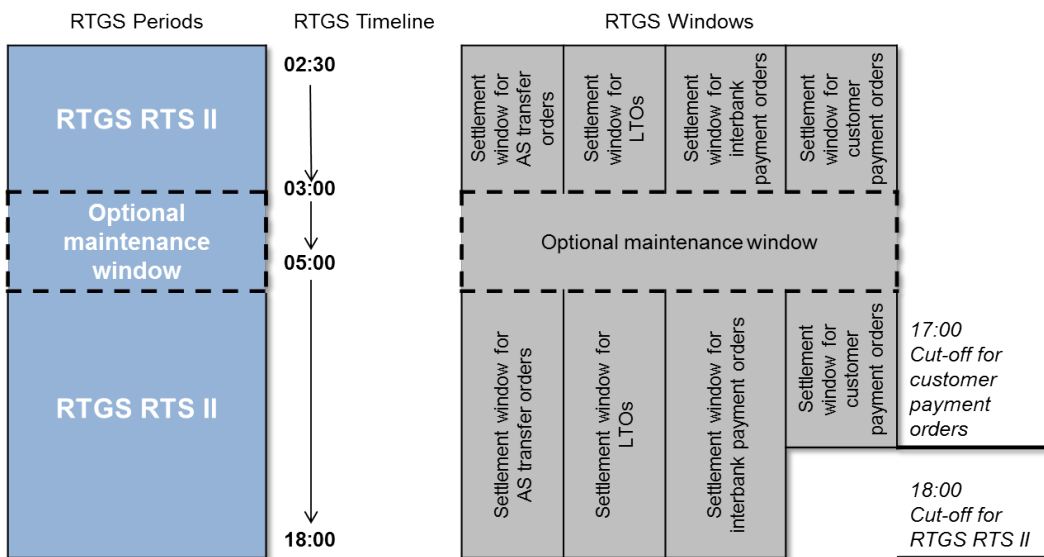 RTGS Periods
RTGS Timeline
RTGS Windows
RTGS RTS II
02:30
Settlement
window for
AS transfer
orders
Settlement
window for
LTOs
Settlement
window for
interbank
payment orders
Settlement
window for
customer
payment orders
03:00
Optional
maintenance
window
Optional maintenance window
05:00
RTGS RTS II
Settlement window for
AS transfer orders
Settlement window for
LTOs
Settlement window for
interbank payment orders
Settlement
window for
customer
payment orders
17:00
Cut-off for
customer
payment
orders
18:00
18:00
Cut-off for
RTGS RTS II